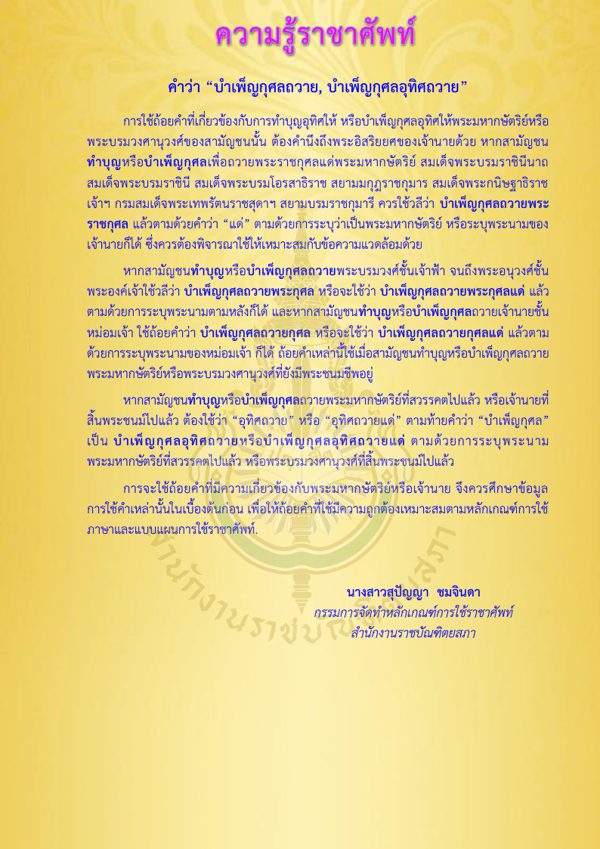 ความรู้ราชาศัพท์
คำว่า “บำเพ็ญกุศลถวาย, บำเพ็ญกุศลอุทิศถวาย”
การใช้ถ้อยคำที่เกี่ยวข้องกับการทำบุญอุทิศให้ หรือบำเพ็ญกุศลอุทิศให้พระมหากษัตริย์หรือ
พระบรมวงศานุวงศ์ของสามัญชนนั้น ต้องคำนึงถึงพระอิสริยยศของเจ้านายด้วย หากสามัญชน
ทำบุญหรือบำเพ็ญกุศลเพื่อถวายพระราชกุศลแด่พระมหากษัตริย์ สมเด็จพระบรมราชินีนาถ
สมเด็จพระบรมราชินี สมเด็จพระบรมโอรสาธิราช สยามมกุฎราชกุมาร สมเด็จพระกนิษฐาธิราช
เจ้าฯ กรมสมเด็จพระเทพรัตนราชสุดาฯ สยามบรมราชกุมารี ควรใช้วลีว่า บำเพ็ญกุศลถวายพระ
ราชกุศล แล้วตามด้วยคำว่า “แด่” ตามด้วยการระบุว่าเป็นพระมหากษัตริย์ หรือระบุพระนามของ
เจ้านายก็ได้ ซึ่งควรต้องพิจารณาใช้ให้เหมาะสมกับข้อความแวดล้อมด้วย
หากสามัญชนทำบุญหรือบำเพ็ญกุศลถวายพระบรมวงศ์ชั้นเจ้าฟ้า จนถึงพระอนุวงศ์ชั้น
พระองค์เจ้าใช้วลีว่า บำเพ็ญกุศลถวายพระกุศล หรือจะใช้ว่า บำเพ็ญกุศลถวายพระกุศลแด่ แล้ว
ตามด้วยการระบุพระนามตามหลังก็ได้ และหากสามัญชนทำบุญหรือบำเพ็ญกุศลถวายเจ้านายชั้น
หม่อมเจ้า ใช้ถ้อยคำว่า บำเพ็ญกุศลถวายกุศล หรือจะใช้ว่า บำเพ็ญกุศลถวายกุศลแด่ แล้วตาม
ด้วยการระบุพระนามของหม่อมเจ้า ก็ได้ ถ้อยคำเหล่านี้ใช้เมื่อสามัญชนทำบุญหรือบำเพ็ญกุศลถวาย
พระมหากษัตริย์หรือพระบรมวงศานุวงศ์ที่ยังมีพระชนมชีพอยู่
หากสามัญชนทำบุญหรือบำเพ็ญกุศลถวายพระมหากษัตริย์ที่สวรรคตไปแล้ว หรือเจ้านายที่
สิ้นพระชนม์ไปแล้ว ต้องใช้ว่า “อุทิศถวาย” หรือ “อุทิศถวายแด่” ตามท้ายคำว่า “บำเพ็ญกุศล”
เป็น บำเพ็ญกุศลอุทิศถวายหรือบำเพ็ญกุศลอุทิศถวายแด่ ตามด้วยการระบุพระนาม
พระมหากษัตริย์ที่สวรรคตไปแล้ว หรือพระบรมวงศานุวงศ์ที่สิ้นพระชนม์ไปแล้ว
การจะใช้ถ้อยคำที่มีความเกี่ยวข้องกับพระมหากษัตริย์หรือเจ้านาย จึงควรศึกษาข้อมูล
การใช้คำเหล่านั้นในเบื้องต้นก่อน เพื่อให้ถ้อยคำที่ใช้มีความถูกต้องเหมาะสมตามหลักเกณฑ์การใช้
ภาษาและแบบแผนการใช้ราชาศัพท์.
นางสาวสุปัญญา ชมจินดา
กรรมการจัดทำหลักเกณฑ์การใช้ราชาศัพท์
สำนักงานราชบัณฑิตยสภา
สำนักงานราชบัณฑิตยสภา